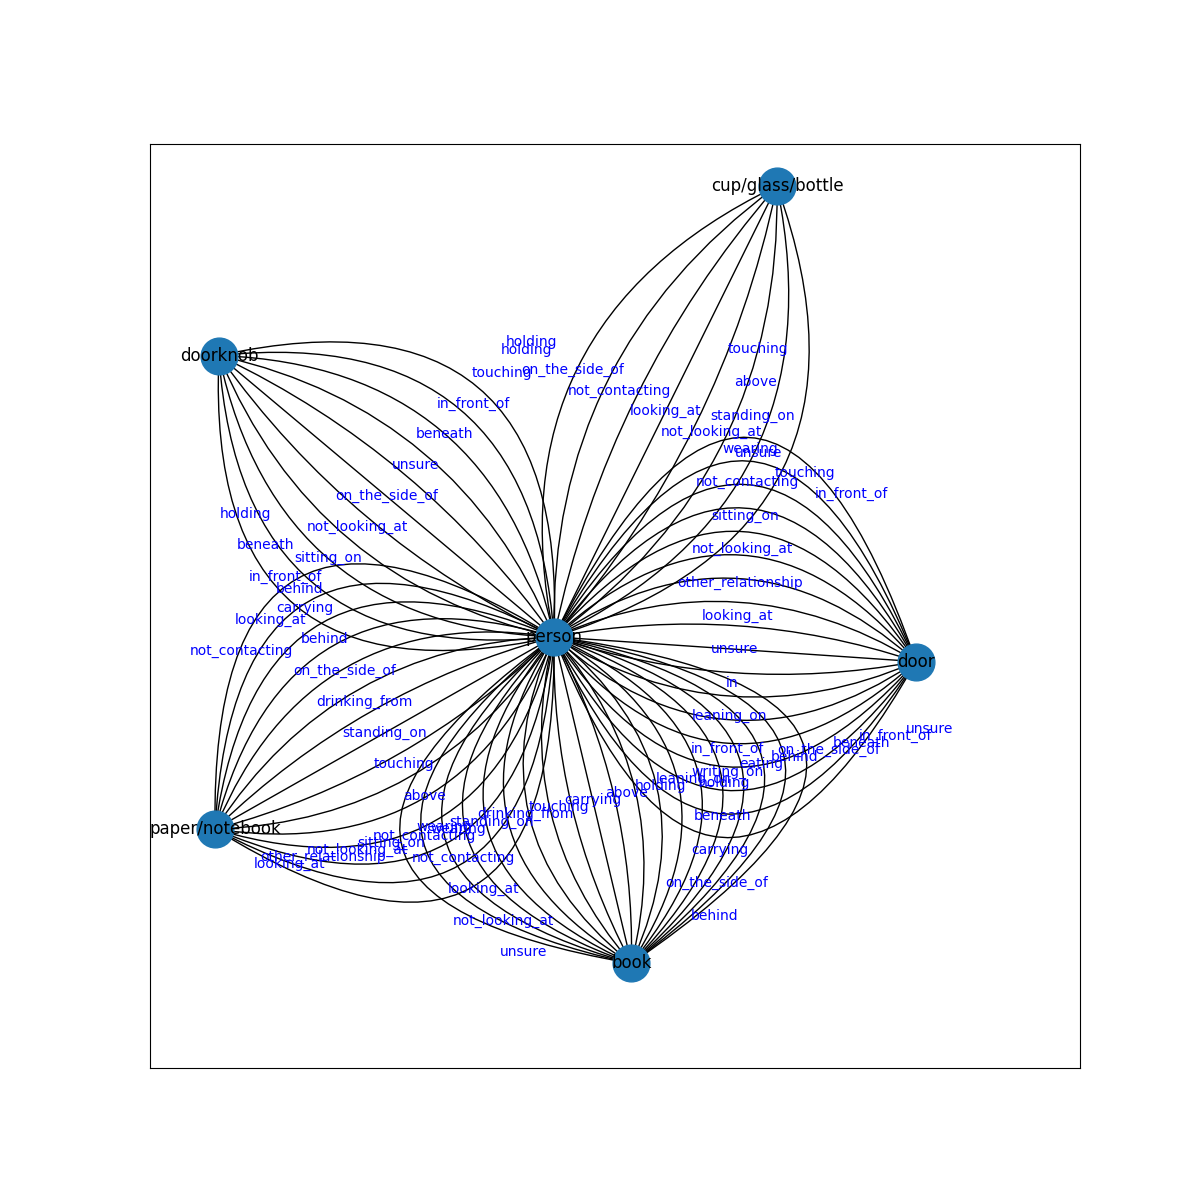 cup/glass/bottle
holding
holding
touching
doorknob
on_the_side_of
touching
above
not_contacting
in_front_of
looking_at
standing_on
beneath
not_looking_at
wearing
unsure
unsure
touching
not_contacting
in_front_of
on_the_side_of
holding
sitting_on
not_looking_at
beneath
not_looking_at
sitting_on
in_front_of
other_relationship
behind
carrying
looking_at
looking_at
behind
person
not_contacting
unsure
door
on_the_side_of
in
drinking_from
leaning_on
standing_on
unsure
in_front_of
beneath
in_front_of
on_the_side_of
behind
touching
eating
writing_on
leaning_on
holding
holding
above
above
carrying
touching
drinking_from
beneath
standing_on
wearing
wearing
paper/notebook
not_contacting
sitting_on
not_looking_at
carrying
other_relationship
looking_at
not_contacting
on_the_side_of
looking_at
behind
not_looking_at
unsure
book